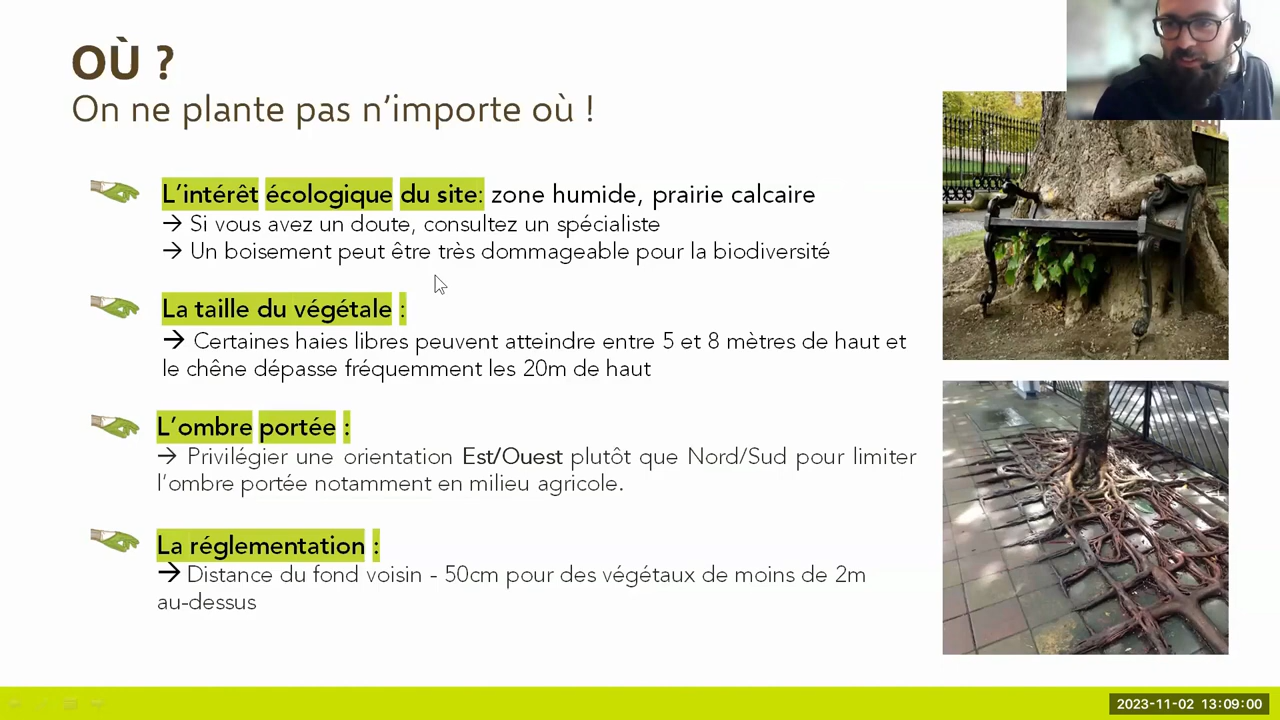 OÙ ?
On ne plante pas n'importe où !
L'intérêt écologique du site: zone humide, prairie calcaire
→ Si vous avez un doute, consultez un spécialiste
→ Un boisement peut être très dommageable pour la biodiversité
La taille du végétale :
→ Certaines haies libres peuvent atteindre entre 5 et 8 mètres de haut et
le chêne dépasse fréquemment les 20m de haut
L'ombre portée :
→ Privilégier une orientation Est/Ouest plutôt que Nord/Sud pour limiter
l'ombre portée notamment en milieu agricole.
La réglementation :
→ Distance du fond voisin - 50cm pour des végétaux de moins de 2m
au-dessus
2023-11-02 13:09:00